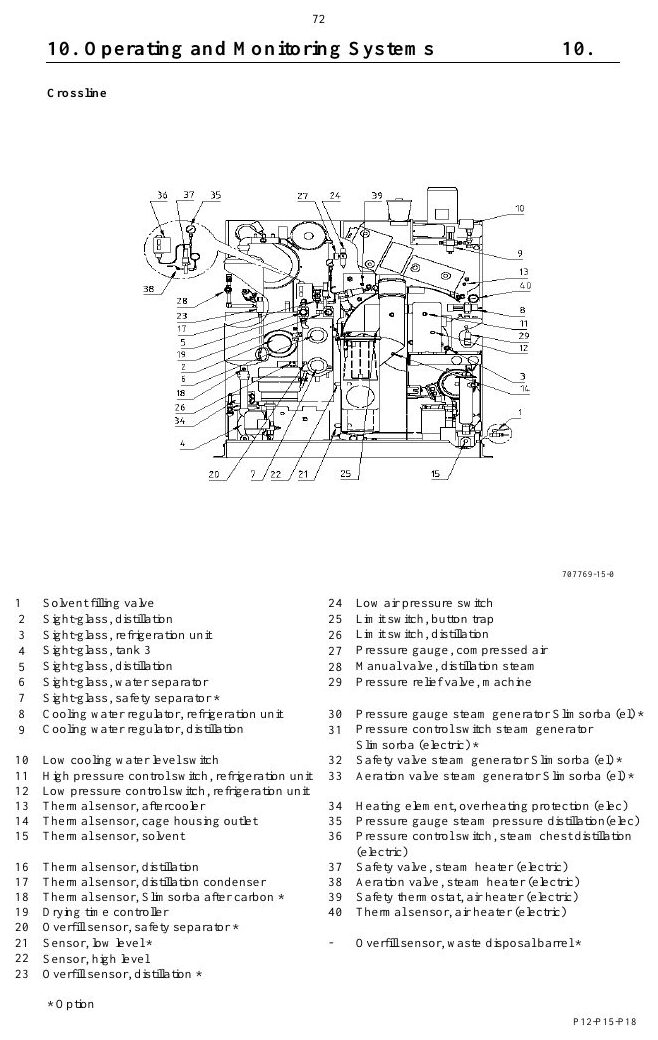 72
10. Operating and Monitoring Systems 10.
Crossline
36 37 35 27 24 39
10
9
38
13
40
28
8
23
11
17
29
5
12
19
2
3
6
14
18
26
1
34
4
20 7 22 21 25 15
707769-15-0
1 Solvent filling valve
2 Sight-glass, distillation
3 Sight-glass, refrigeration unit
4 Sight-glass, tank 3
5 Sight-glass, distillation
6 Sight-glass, water separator
7 Sight-glass, safety separator *
8 Cooling water regulator, refrigeration unit
9 Cooling water regulator, distillation
10 Low cooling water level switch
11 High pressure control switch, refrigeration unit
12 Low pressure control switch, refrigeration unit
13 Thermal sensor, aftercooler
14 Thermal sensor, cage housing outlet
15 Thermal sensor, solvent
16 Thermal sensor, distillation
17 Thermal sensor, distillation condenser
18 Thermal sensor, Slimsorba after carbon *
19 Drying time controller
20 Overfill sensor, safety separator *
21 Sensor, low level *
22 Sensor, high level
23 Overfill sensor, distillation *
*Option
24 Low air pressure switch
25 Limit switch, button trap
26 Limit switch, distillation
27 Pressure gauge, compressed air
28 Manual valve, distillation steam
29 Pressure relief valve, machine
30 Pressure gauge steam generator Slimsorba (el) *
31 Pressure control switch steam generator
Slimsorba (electric) *
32 Safety valve steam generator Slimsorba (el) *
33 Aeration valve steam generator Slimsorba (el) *
34 Heating element, overheating protection (elec)
35 Pressure gauge steam pressure distillation(elec)
36 Pressure control switch, steam chest distillation
(electric)
37 Safety valve, steam heater (electric)
38 Aeration valve, steam heater (electric)
39 Safety thermostat, air heater (electric)
40 Thermal sensor, air heater (electric)
- Overfill sensor, waste disposal barrel *
P12-P15-P18